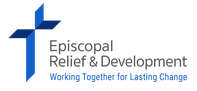 Episcopal
Relief & Development
Working Together for Lasting Change